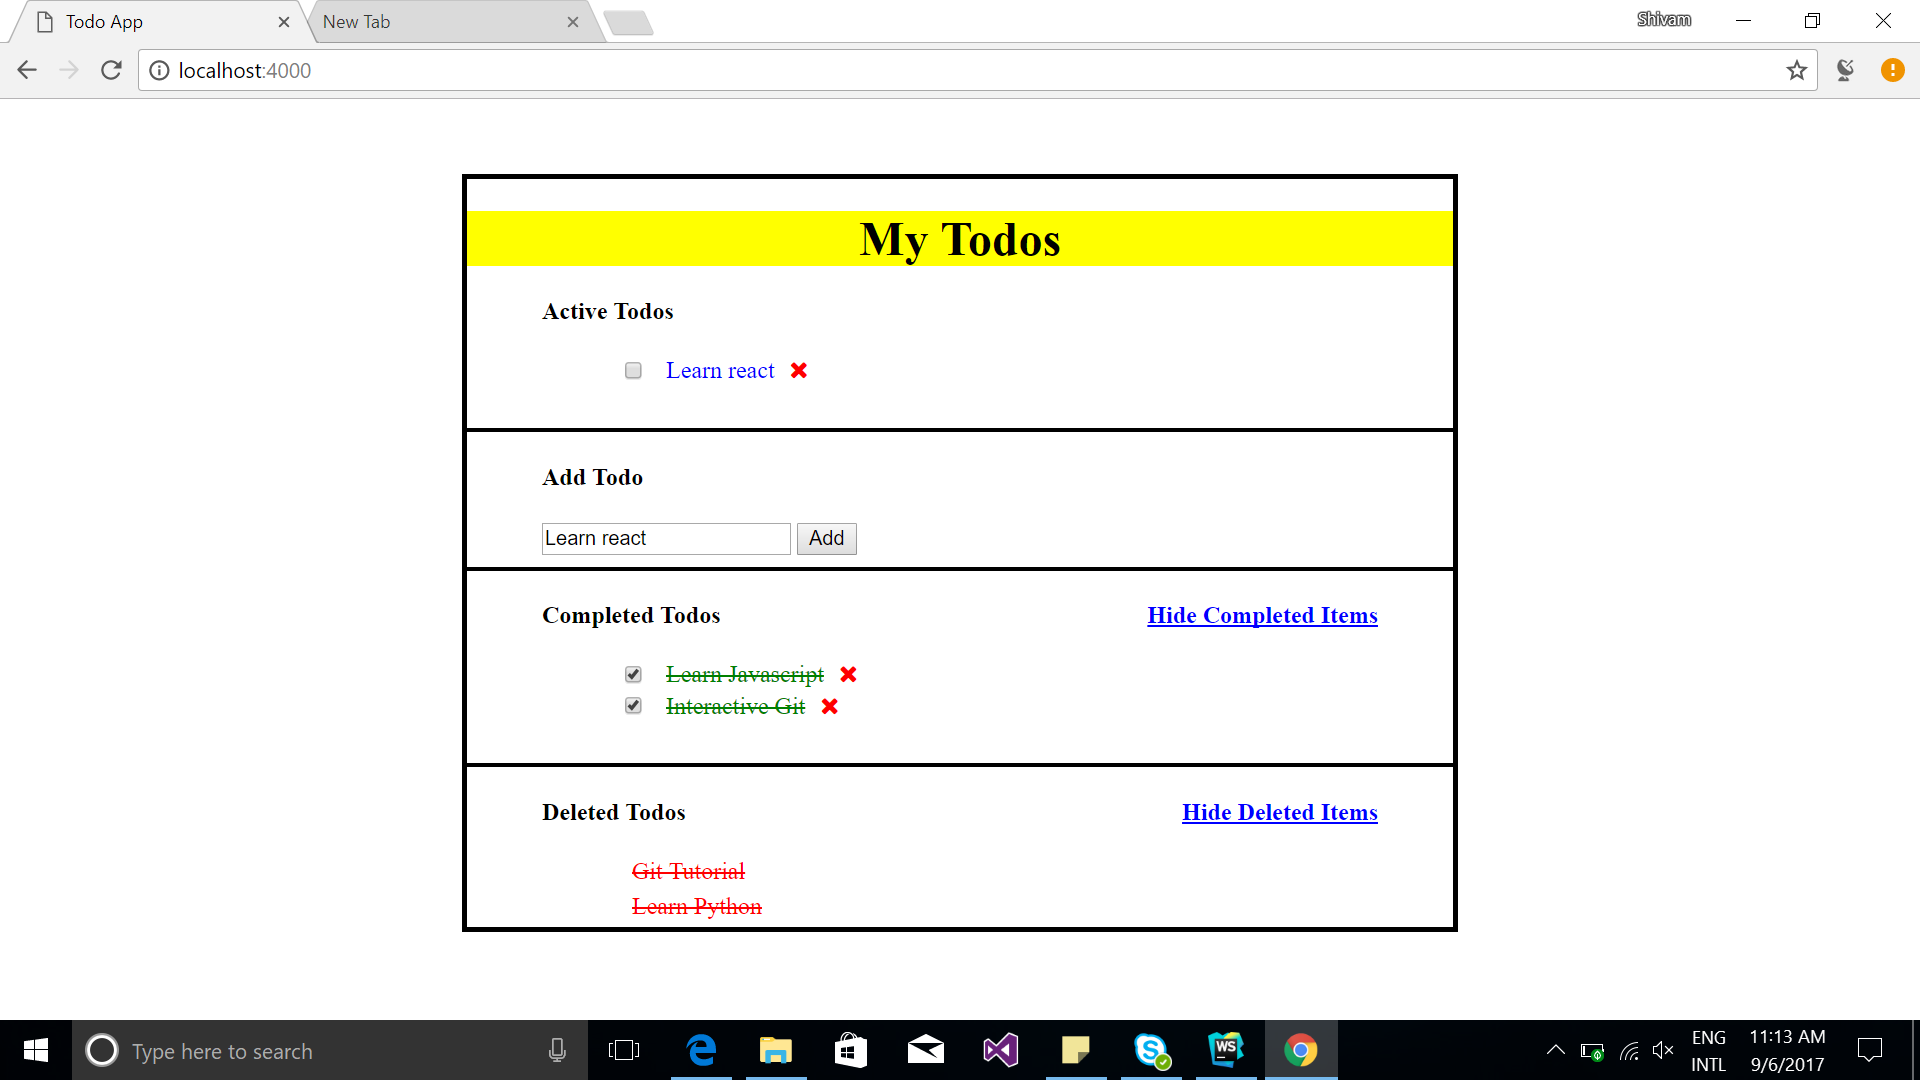 Todo App
New Tab
Shivam
localhost:4000
My Todos
Active Todos
Learn react
Add Todo
Learn react Add
Completed Todos Hide Completed Items
Learn Javascript
Interactive Git
Deleted Todos Hide Deleted Items
Git Tutorial
Learn Python
Type here to search
WS
ENG
INTL
11:13 AM
9/6/2017